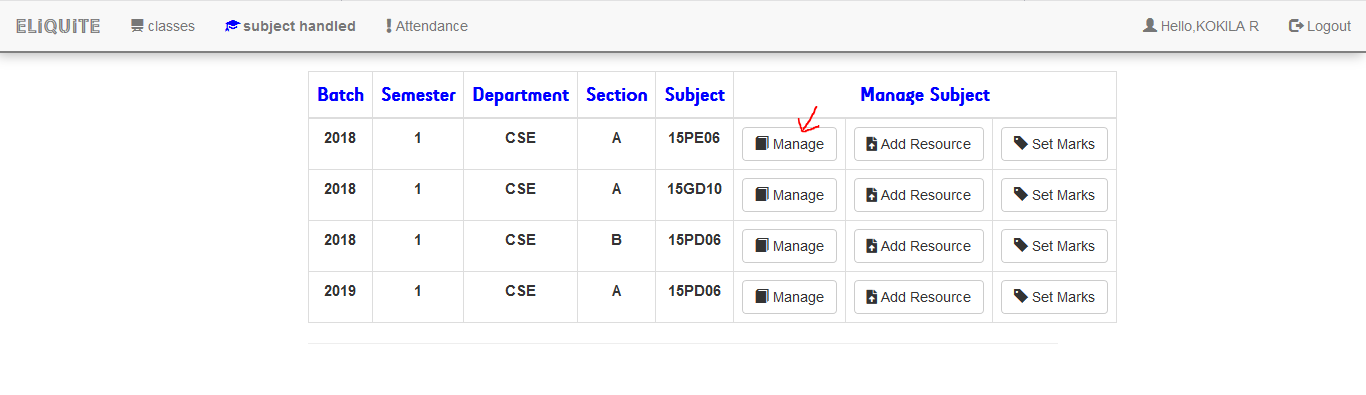 ELiQUITE classes subject handled Attendance Hello,KOKILA R Logout
Batch Semester Department Section Subject Manage Subject
2018 1 CSE A 15PE06 Manage Add Resource Set Marks
2018 1 CSE A 15GD10 Manage Add Resource Set Marks
2018 1 CSE B 15PD06 Manage Add Resource Set Marks
2019 1 CSE A 15PD06 Manage Add Resource Set Marks